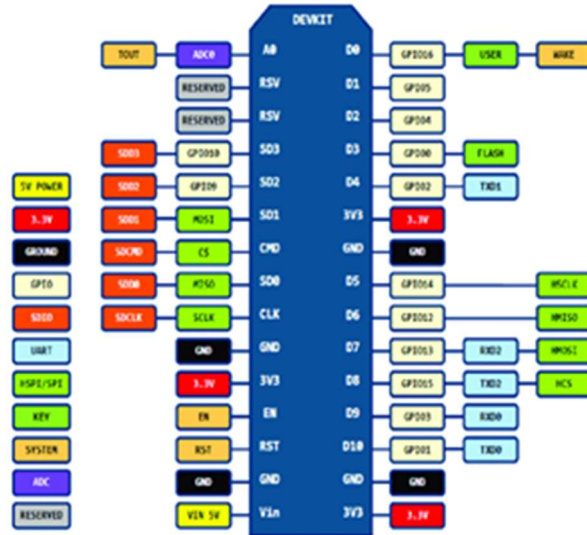 DEVKIT
TOUT ADC0 A0 D0 GPIO16 USER WAKE
RESERVED RSV D1 GPIO5
RESERVED RSV D2 GPIO4
SDD3 GPIO10 SD3 D3 GPIO0 FLASH
5V POWER SDD2 GPIO9 SD2 D4 GPIO2 TXD1
3.3V SDD1 MOSI SD1 3V3 3.3V
GROUND SDCMD CS CMD GND GND
GPIO SDD0 MISO SD0 D5 GPIO14 HSCLK
SDIO SDCLK SCLK CLK D6 GPIO12 HMISO
UART GND GND D7 GPIO13 RXD2 HMOSI
HSPI/SPI 3.3V 3V3 D8 GPIO15 TXD2 HCS
KEY EN EN D9 GPIO3 RXD0
SYSTEM RST RST D10 GPIO1 TXD0
ADC GND GND GND GND
RESERVED VIN 5V Vin 3V3 3.3V